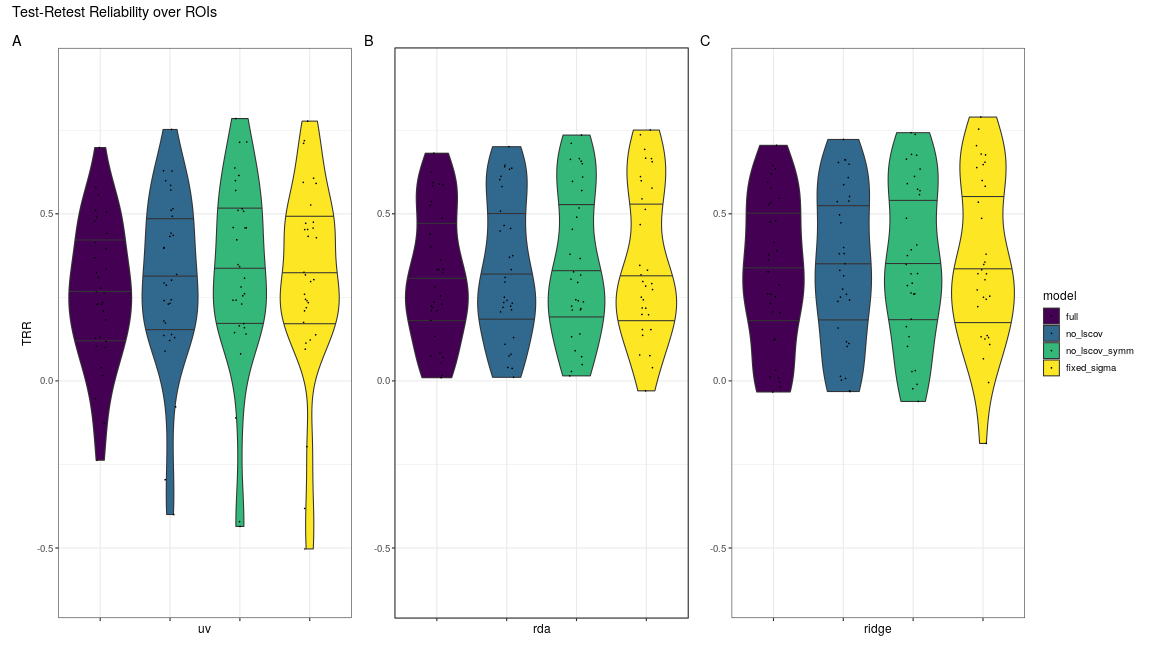 Test-Retest Reliability over ROIs
A
B
C
TRR
0.5
0.0
-0.5
uv
0.5
0.0
-0.5
rda
0.5
0.0
-0.5
ridge
model
full
no_lscov
no_lscov_symm
fixed_sigma